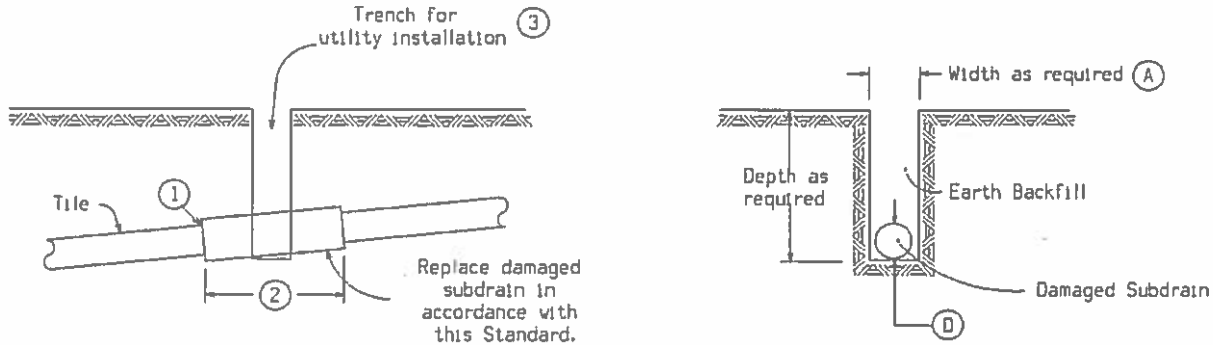 Trench for
utility installation
3
Tile
1
2
Replace damaged
subdrain in
accordance with
this Standard.
Width as required A
Depth as
required
Earth Backfill
Damaged Subdrain
D